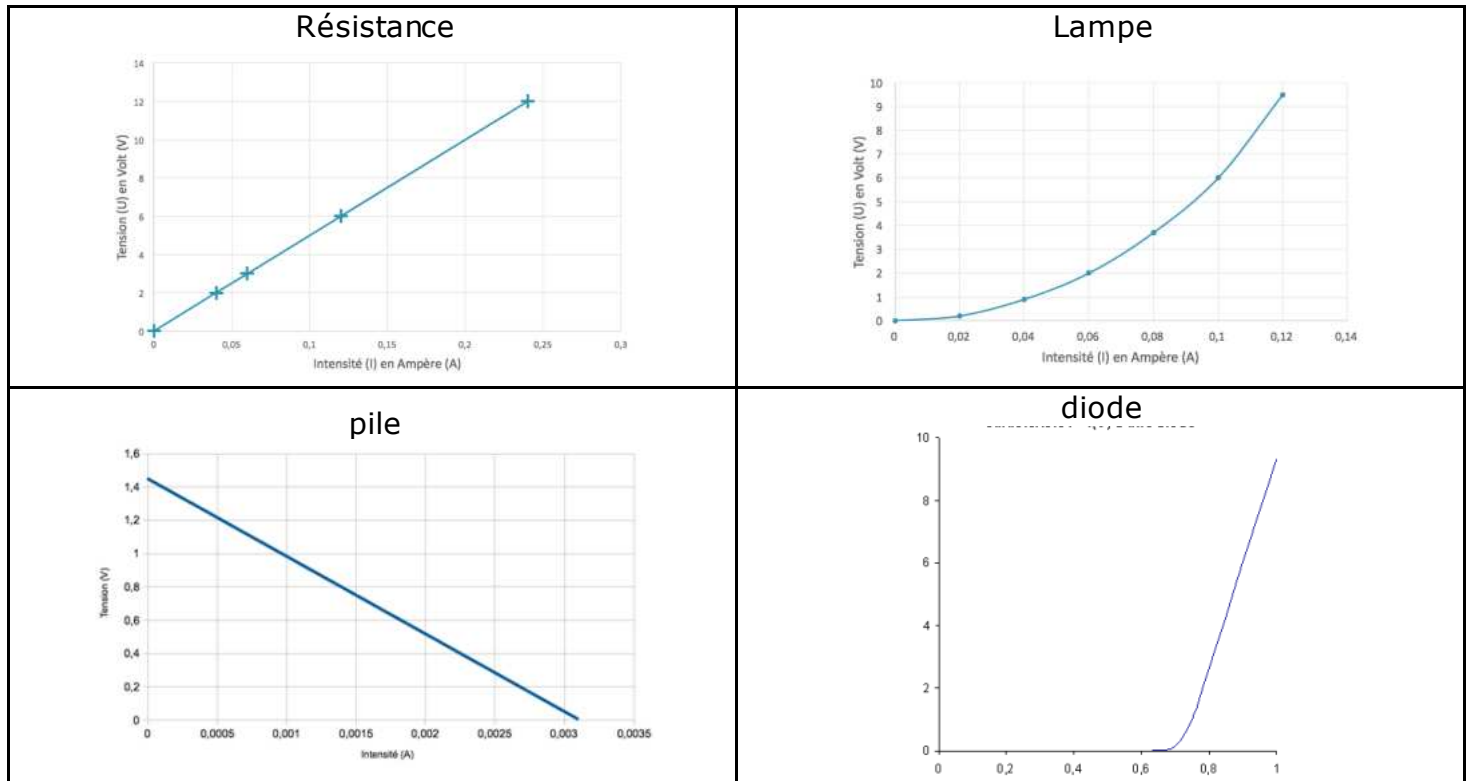 Résistance
14
12
10
8
6
4
2
0
0 0,05 0,1 0,15 0,2 0,25 0,3
Tension (U) en Volt (V)
Intensité (I) en Ampère (A)
Lampe
10
9
8
7
6
5
4
3
2
1
0
0 0,02 0,04 0,06 0,08 0,1 0,12 0,14
Tension (U) en Volt (V)
Intensité (I) en Ampère (A)
pile
1,6
1,4
1,2
1
0,8
0,6
0,4
0,2
0
0 0,0005 0,001 0,0015 0,002 0,0025 0,003 0,0035
Tension (V)
Intensité (A)
diode
10
8
6
4
2
0
0 0,2 0,4 0,6 0,8 1